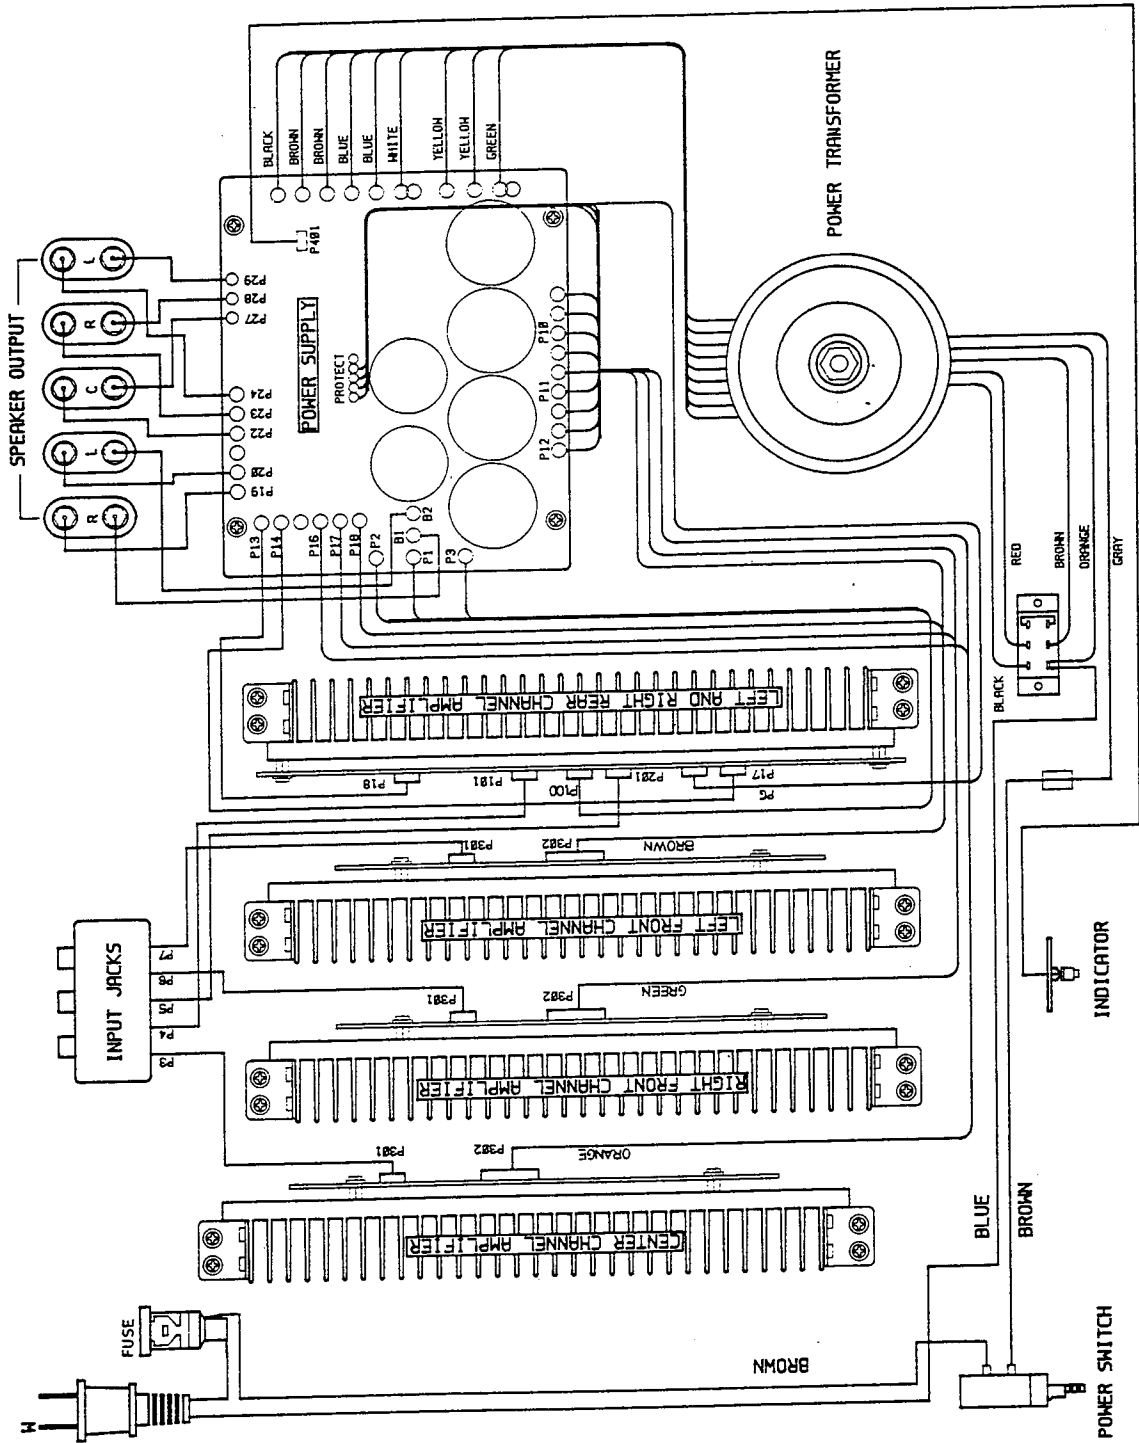 SPEAKER OUTPUT
R
L
C
R
L
P19
P20
P22
P23
P24
P27
P28
P29
P13
P14
P16
P17
P18
P2
B1
B2
P1
P3
POWER SUPPLY
PROTECT
P401
P12
P11
P10
BLACK
BROWN
BROWN
BLUE
BLUE
WHITE
YELLOW
YELLOW
GREEN
POWER TRANSFORMER
RED
BLACK
BROWN
ORANGE
GRAY
INPUT JACKS
P3
P4
P5
P6
P7
LEFT AND RIGHT REAR CHANNEL AMPLIFIER
P18
P101
P100
P201
PG
P17
LEFT FRONT CHANNEL AMPLIFIER
P301
P302
BROWN
RIGHT FRONT CHANNEL AMPLIFIER
P301
P302
GREEN
CENTER CHANNEL AMPLIFIER
P301
P302
ORANGE
W
FUSE
BROWN
BLUE
BROWN
POWER SWITCH
INDICATOR